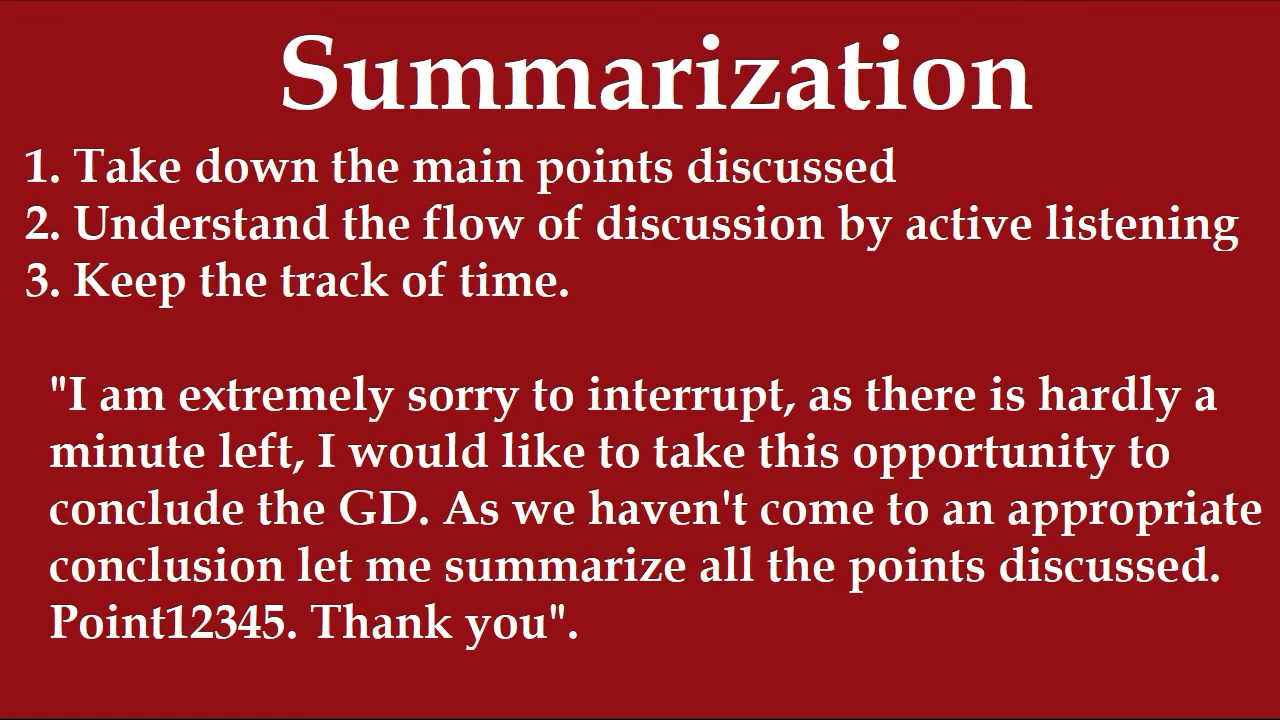 Summarization
1. Take down the main points discussed
2. Understand the flow of discussion by active listening
3. Keep the track of time.
"I am extremely sorry to interrupt, as there is hardly a
minute left, I would like to take this opportunity to
conclude the GD. As we haven't come to an appropriate
conclusion let me summarize all the points discussed.
Point12345. Thank you".